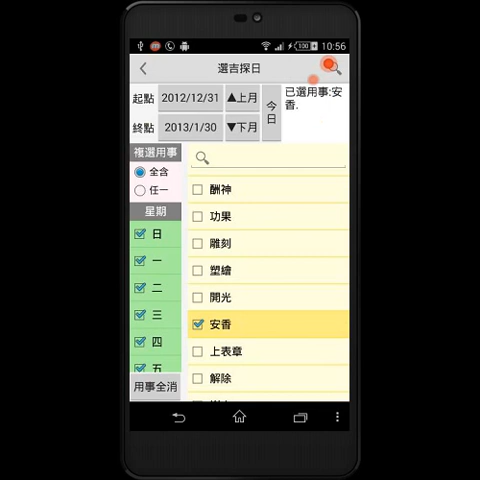 100 10:56
選吉探日
起點 2012/12/31 ▲上月
終點 2013/1/30 ▼下月
今日
已選用事:安香.
複選用事
全含
任一
星期
日
一
二
三
四
五
用事全消
酬神
功果
雕刻
塑繪
開光
安香
上表章
解除